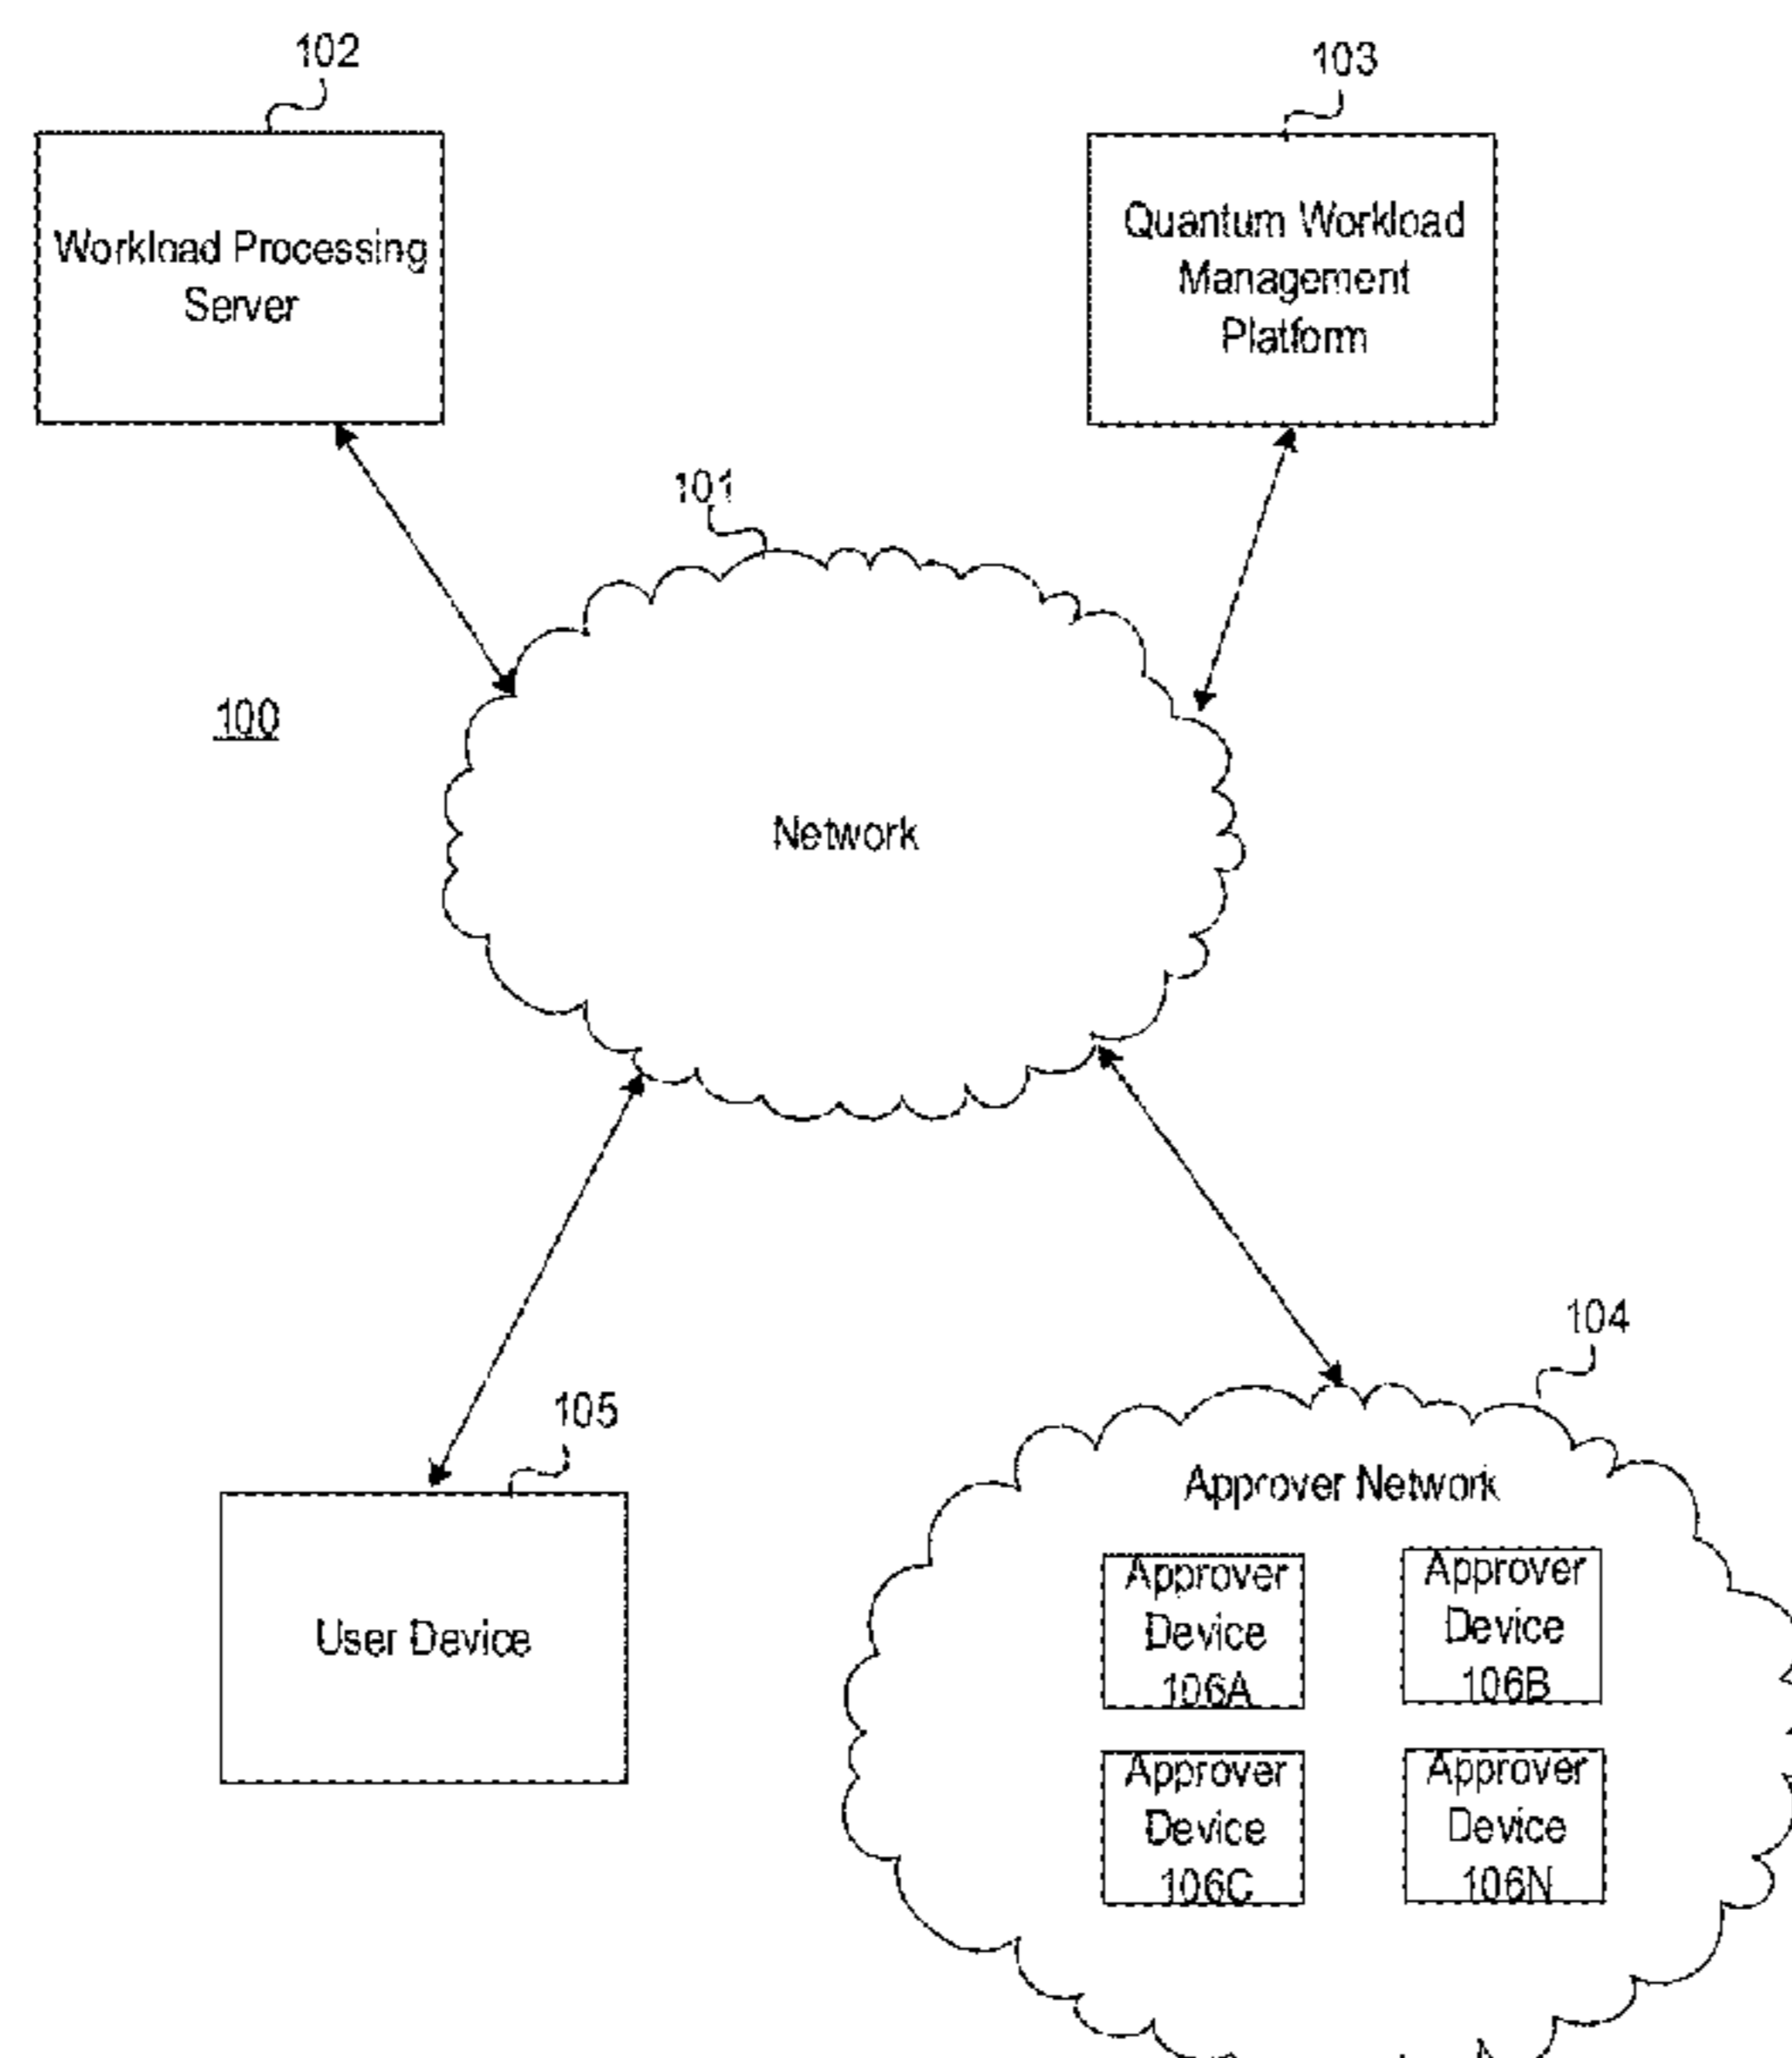 102
103
Workload Processing
Server
Quantum Workload
Management
Platform
101
100
Network
104
105
Approver Network
User Device
Approver
Device
106A
Approver
Device
106B
Approver
Device
106C
Approver
Device
106N